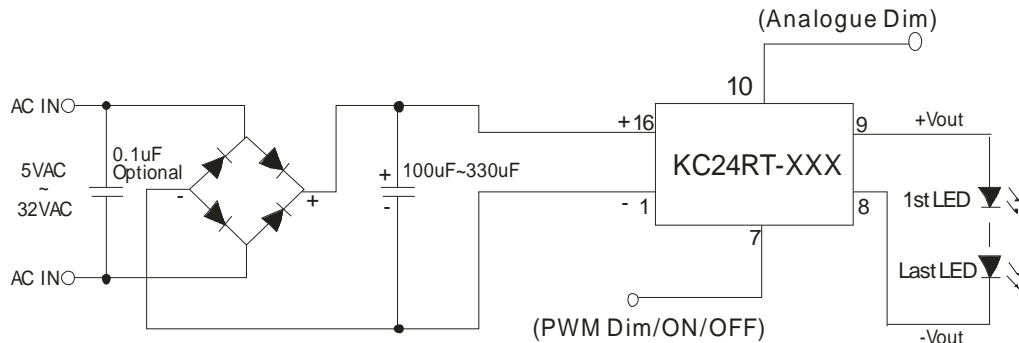 (Analogue Dim)
10
AC IN
+16
9
+Vout
0.1uF
Optional
5VAC
~
32VAC
-
+
+
-
100uF~330uF
KC24RT-XXX
1st LED
- 1
8
7
Last LED
AC IN
(PWM Dim/ON/OFF)
-Vout